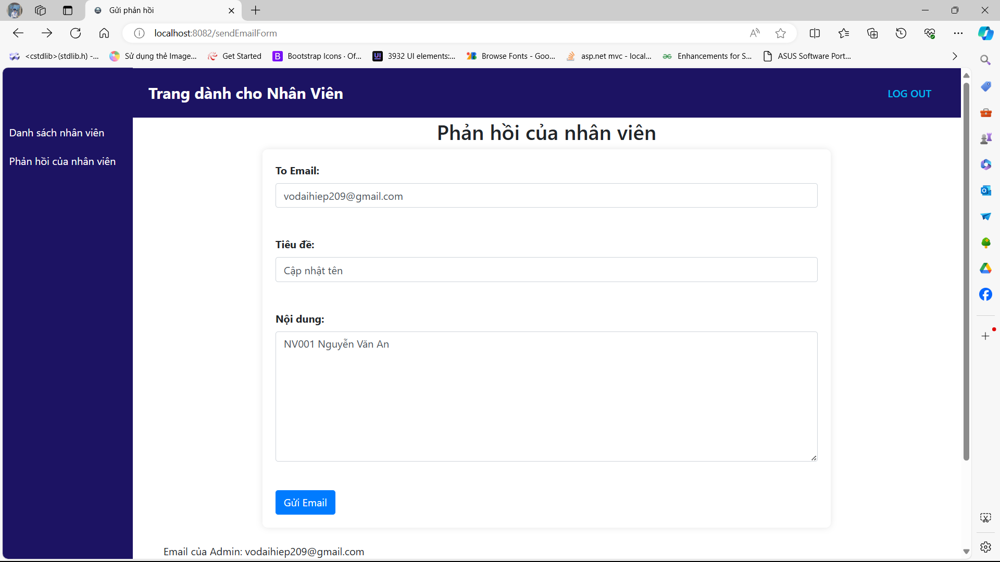 Gửi phản hồi
localhost:8082/sendEmailForm
<cstdlib>(stdlib.h) -...
Sử dụng thẻ Image...
Get Started
Bootstrap Icons · Of...
3932 UI elements:...
Browse Fonts - Goo...
asp.net mvc - local...
Enhancements for S...
ASUS Software Port...
Trang dành cho Nhân Viên
LOG OUT
Danh sách nhân viên
Phản hồi của nhân viên
Phản hồi của nhân viên
To Email:
vodaihiep209@gmail.com
Tiêu đề:
Cập nhật tên
Nội dung:
NV001 Nguyễn Văn An
Gửi Email
Email của Admin: vodaihiep209@gmail.com